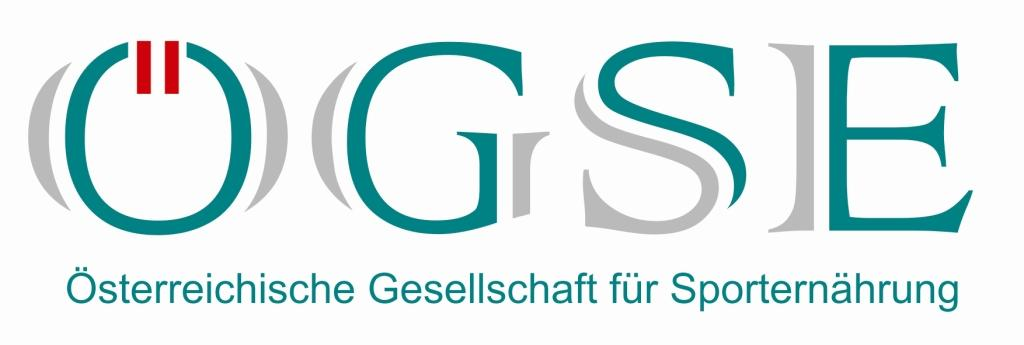 ÖGSE
Österreichische Gesellschaft für Sporternährung